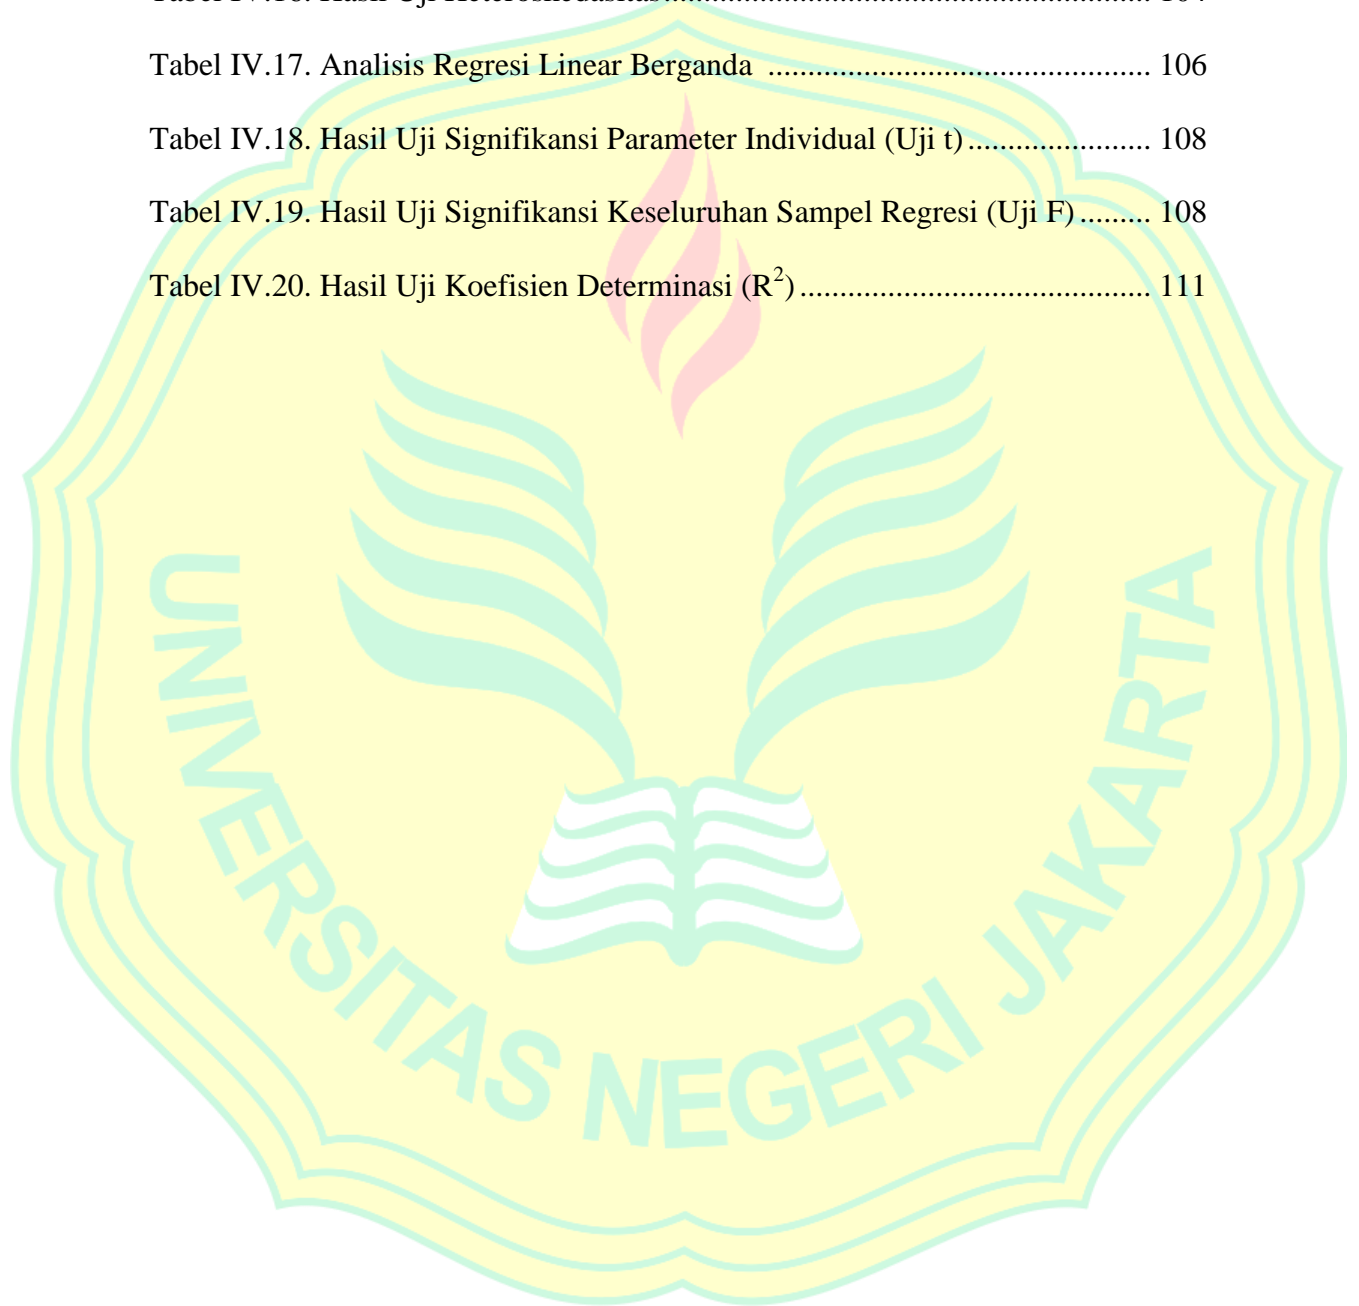 Tabel IV.17. Analisis Regresi Linear Berganda ................................................ 106
Tabel IV.18. Hasil Uji Signifikansi Parameter Individual (Uji t)....................... 108
Tabel IV.19. Hasil Uji Signifikansi Keseluruhan Sampel Regresi (Uji F)......... 108
Tabel IV.20. Hasil Uji Koefisien Determinasi (R²)............................................ 111
UNIVERSITAS NEGERI JAKARTA